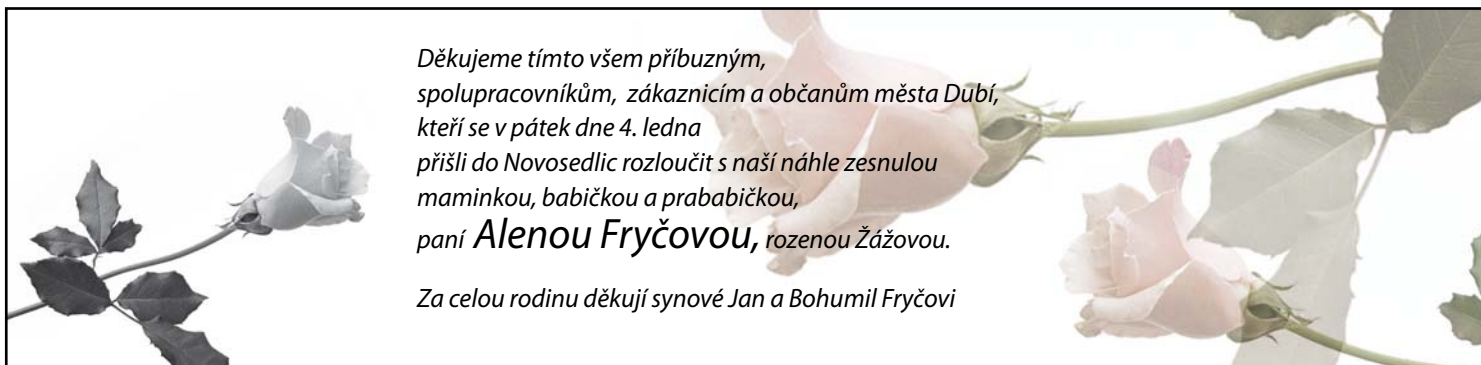 Děkujeme tímto všem příbuzným,
spolupracovníkům, zákaznicím a občanům města Dubí,
kteří se v pátek dne 4. ledna
přišli do Novosedlic rozloučit s naší náhle zesnulou
maminkou, babičkou a prababičkou,
paní Alenou Fryčovou, rozenou Žážovou.
Za celou rodinu děkují synové Jan a Bohumil Fryčovi